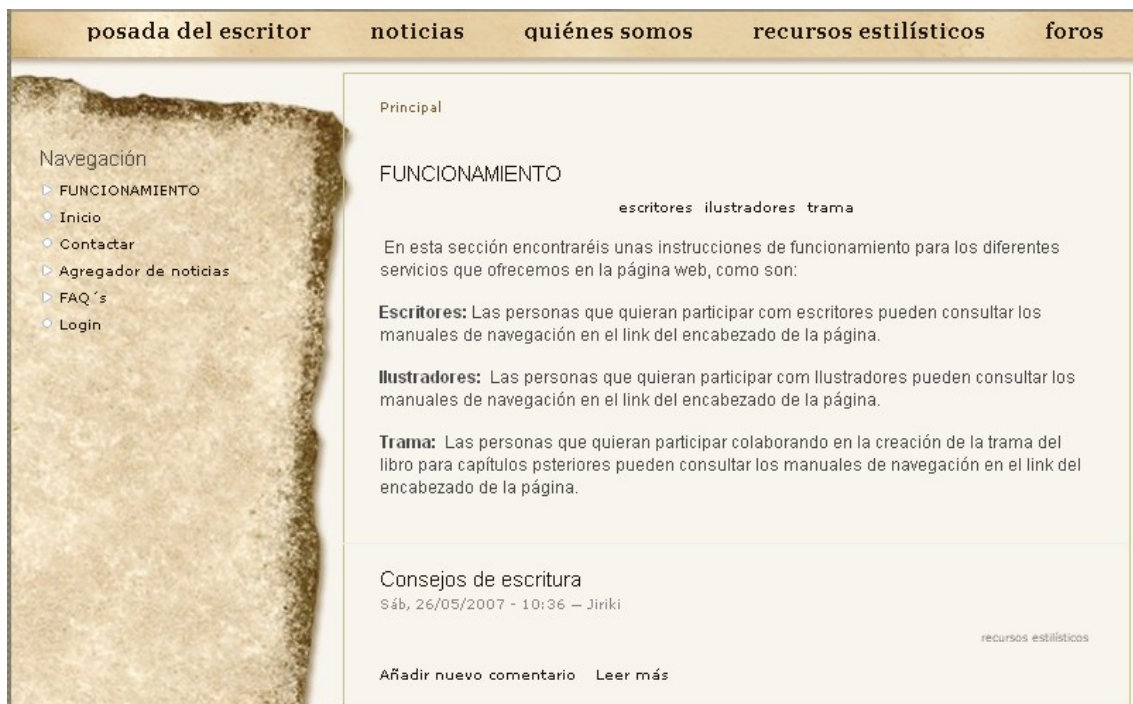 posada del escritor noticias quiénes somos recursos estilísticos foros
Navegación
FUNCIONAMIENTO
Inicio
Contactar
Agregador de noticias
FAQ´s
Login
Principal
FUNCIONAMIENTO
escritores ilustradores trama
En esta sección encontraréis unas instrucciones de funcionamiento para los diferentes
servicios que ofrecemos en la página web, como son:
Escritores: Las personas que quieran participar com escritores pueden consultar los
manuales de navegación en el link del encabezado de la página.
Ilustradores: Las personas que quieran participar com Ilustradores pueden consultar los
manuales de navegación en el link del encabezado de la página.
Trama: Las personas que quieran participar colaborando en la creación de la trama del
libro para capítulos psteriores pueden consultar los manuales de navegación en el link del
encabezado de la página.
Consejos de escritura
Sáb, 26/05/2007 - 10:36 — Jiriki
recursos estilísticos
Añadir nuevo comentario Leer más